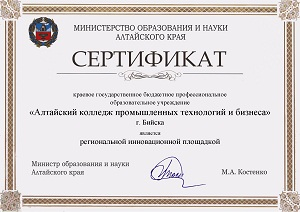 МИНИСТЕРСТВО ОБРАЗОВАНИЯ И НАУКИ
АЛТАЙСКОГО КРАЯ
СЕРТИФИКАТ
краевое государственное бюджетное профессиональное
образовательное учреждение
«Алтайский колледж промышленных технологий и бизнеса»
г. Бийска
является
региональной инновационной площадкой
Министр образования и науки
Алтайского края
М.А. Костенко